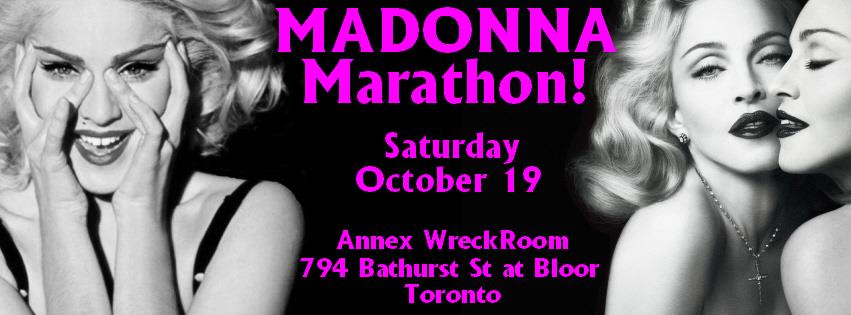 MADONNA
Marathon!
Saturday
October 19
Annex WreckRoom
794 Bathurst St at Bloor
Toronto